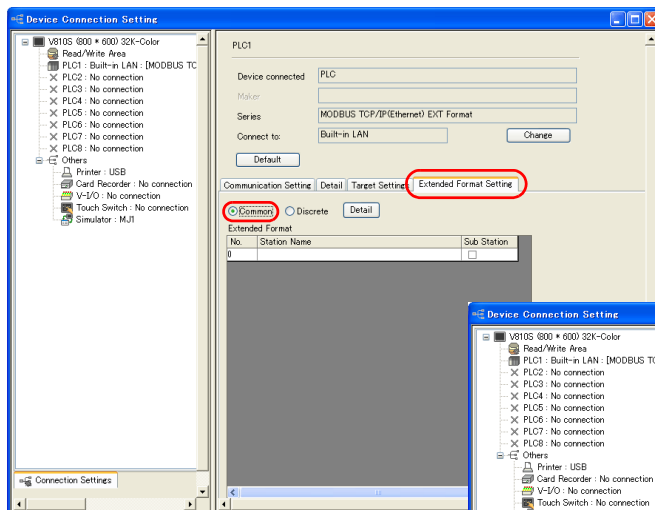 Device Connection Setting
V810S (800 * 600) 32K-Color
Read/Write Area
PLC1 : Built-in LAN : [MODBUS TC
PLC2 : No connection
PLC3 : No connection
PLC4 : No connection
PLC5 : No connection
PLC6 : No connection
PLC7 : No connection
PLC8 : No connection
Others
Printer : USB
Card Recorder : No connection
V-I/O : No connection
Touch Switch : No connection
Simulator : MJ1
Connection Settings
PLC1
Device connected PLC
Maker
Series MODBUS TCP/IP(Ethernet) EXT Format
Connect to: Built-in LAN Change
Default
Communication Setting Detail Target Settings Extended Format Setting
Common Discrete Detail
Extended Format
No. Station Name Sub Station
0
Device Connection Setting
V810S (800 * 600) 32K-Color
Read/Write Area
PLC1 : Built-in LAN : [MODBUS T
PLC2 : No connection
PLC3 : No connection
PLC4 : No connection
PLC5 : No connection
PLC6 : No connection
PLC7 : No connection
PLC8 : No connection
Others
Printer : USB
Card Recorder : No connection
V-I/O : No connection
Touch Switch : No connection